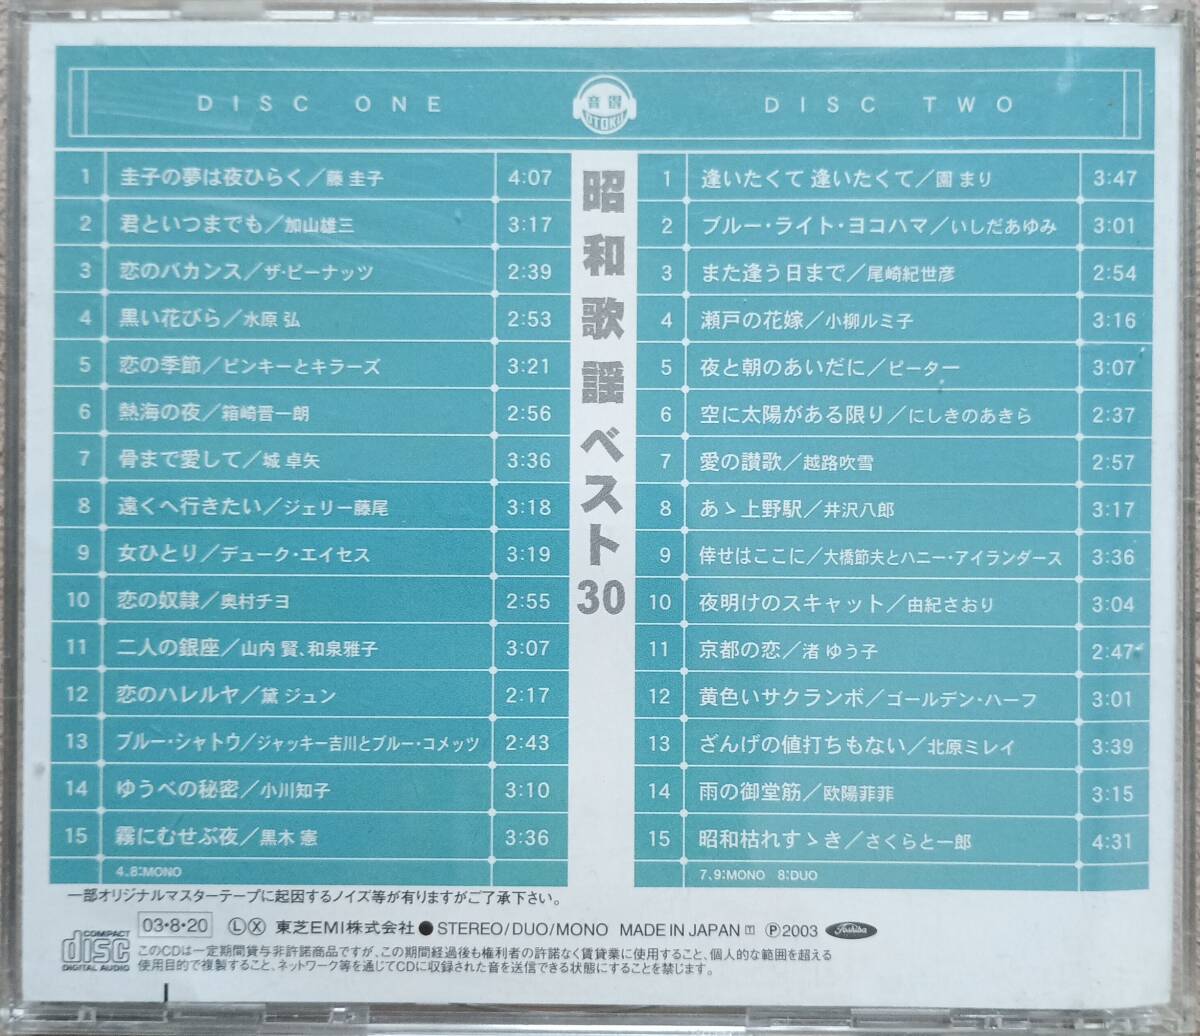 DISC ONE
音得
OTOKU
DISC TWO
昭和歌謡ベスト30
1 圭子の夢は夜ひらく／藤 圭子 4:07
2 君といつまでも／加山雄三 3:17
3 恋のバカンス／ザ・ピーナッツ 2:39
4 黒い花びら／水原 弘 2:53
5 恋の季節／ピンキーとキラーズ 3:21
6 熱海の夜／箱崎晋一朗 2:56
7 骨まで愛して／城 卓矢 3:36
8 遠くへ行きたい／ジェリー藤尾 3:18
9 女ひとり／デューク・エイセス 3:19
10 恋の奴隷／奥村チヨ 2:55
11 二人の銀座／山内 賢、和泉雅子 3:07
12 恋のハレルヤ／黛 ジュン 2:17
13 ブルー・シャトウ／ジャッキー吉川とブルー・コメッツ 2:43
14 ゆうべの秘密／小川知子 3:10
15 霧にむせぶ夜／黒木 憲 3:36
4.8:MONO
1 逢いたくて 逢いたくて／園 まり 3:47
2 ブルー・ライト・ヨコハマ／いしだあゆみ 3:01
3 また逢う日まで／尾崎紀世彦 2:54
4 瀬戸の花嫁／小柳ルミ子 3:16
5 夜と朝のあいだに／ピーター 3:07
6 空に太陽がある限り／にしきのあきら 2:37
7 愛の讃歌／越路吹雪 2:57
8 あゝ上野駅／井沢八郎 3:17
9 倖せはここに／大橋節夫とハニー・アイランダース 3:36
10 夜明けのスキャット／由紀さおり 3:04
11 京都の恋／渚 ゆう子 2:47
12 黄色いサクランボ／ゴールデン・ハーフ 3:01
13 ざんげの値打ちもない／北原ミレイ 3:39
14 雨の御堂筋／欧陽菲菲 3:15
15 昭和枯れすゝき／さくらと一郎 4:31
7、9:MONO 8:DUO
一部オリジナルマスターテープに起因するノイズ等が有りますがご了承下さい。
03・8・20 ⓁⓍ 東芝EMI株式会社●STEREO/DUO/MONO MADE IN JAPAN ℗2003 Toshiba
COMPACT disc DIGITAL AUDIO
このCDは一定期間貸与非許諾商品ですが、この期間経過後も権利者の許諾なく賃貸業に使用すること、個人的な範囲を超える
使用目的で複製すること、ネットワーク等を通じてCDに収録された音を送信できる状態にすることを禁じます。